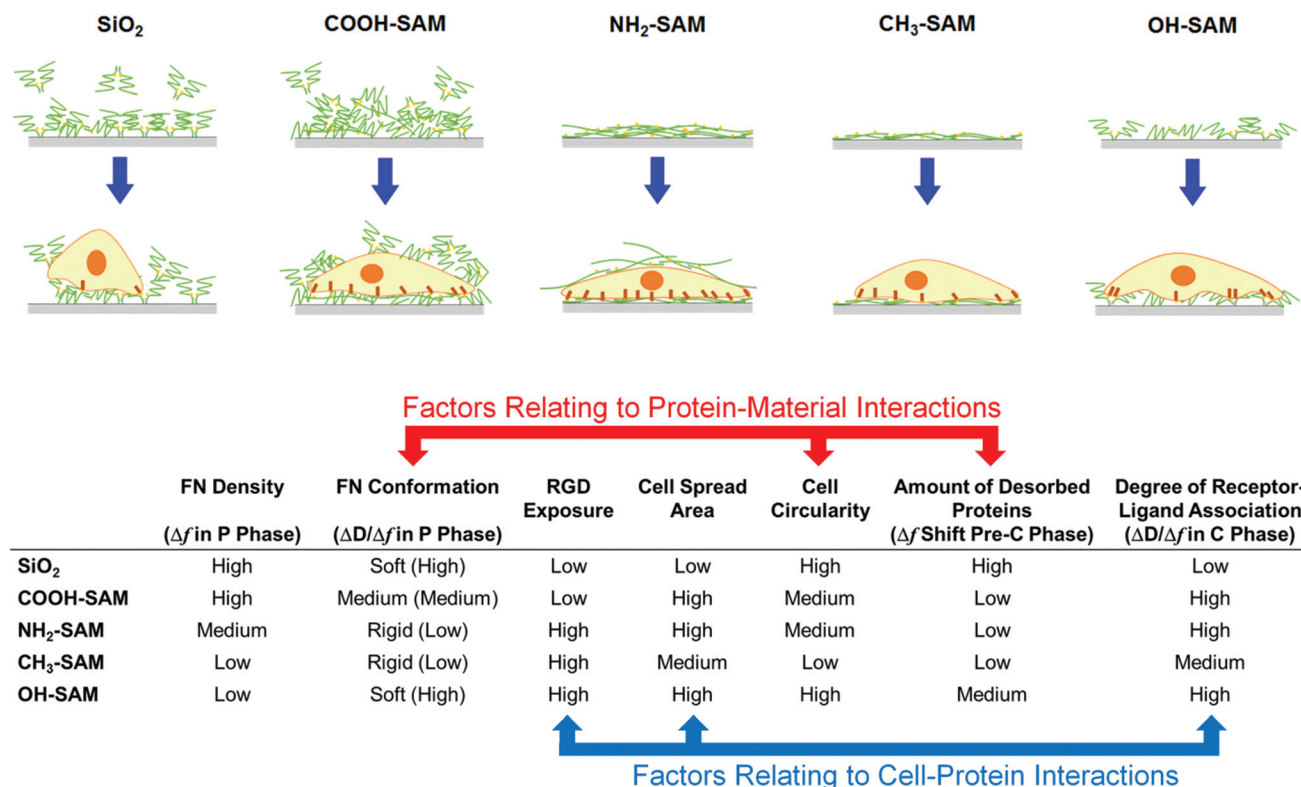 SiO₂ COOH-SAM NH₂-SAM CH₃-SAM OH-SAM
Factors Relating to Protein-Material Interactions
FN Density FN Conformation RGD Cell Spread Cell Amount of Desorbed Degree of Receptor-
Exposure Area Circularity Proteins Ligand Association
(Δf in P Phase) (ΔD/Δf in P Phase) (Δf Shift Pre-C Phase) (ΔD/Δf in C Phase)
SiO₂ High Soft (High) Low Low High High Low
COOH-SAM High Medium (Medium) Low High Medium Low High
NH₂-SAM Medium Rigid (Low) High High Medium Low High
CH₃-SAM Low Rigid (Low) High Medium Low Low Medium
OH-SAM Low Soft (High) High High High Medium High
Factors Relating to Cell-Protein Interactions